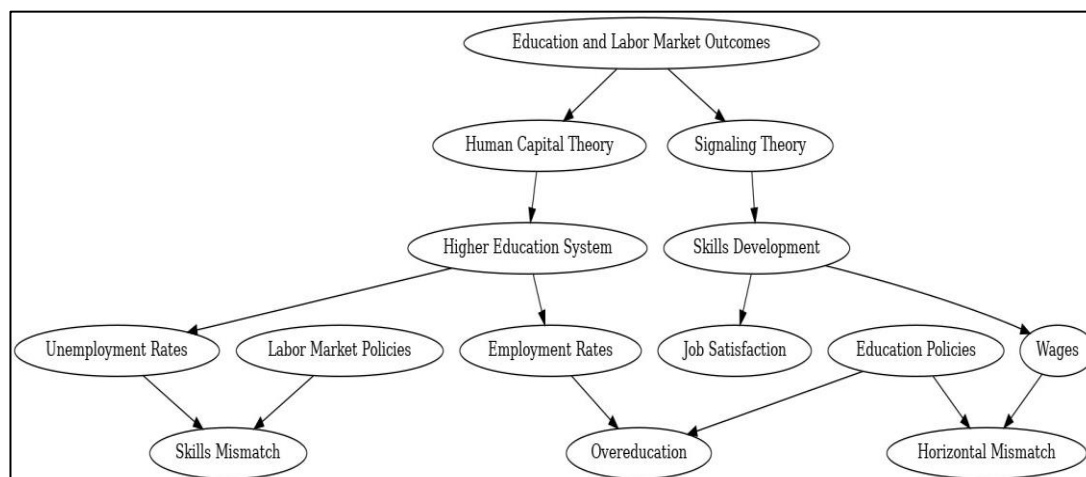 Education and Labor Market Outcomes
Human Capital Theory
Signaling Theory
Higher Education System
Skills Development
Unemployment Rates
Labor Market Policies
Employment Rates
Job Satisfaction
Education Policies
Wages
Skills Mismatch
Overeducation
Horizontal Mismatch